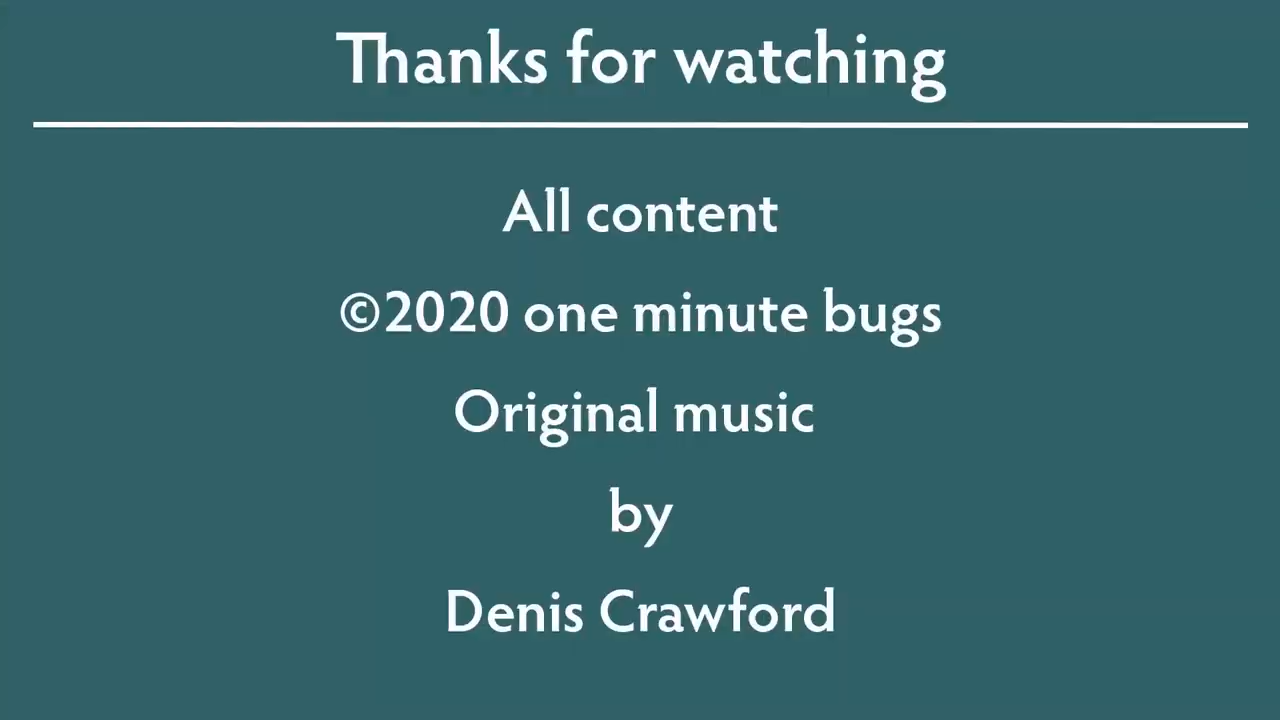 Thanks for watching
All content
©2020 one minute bugs
Original music
by
Denis Crawford